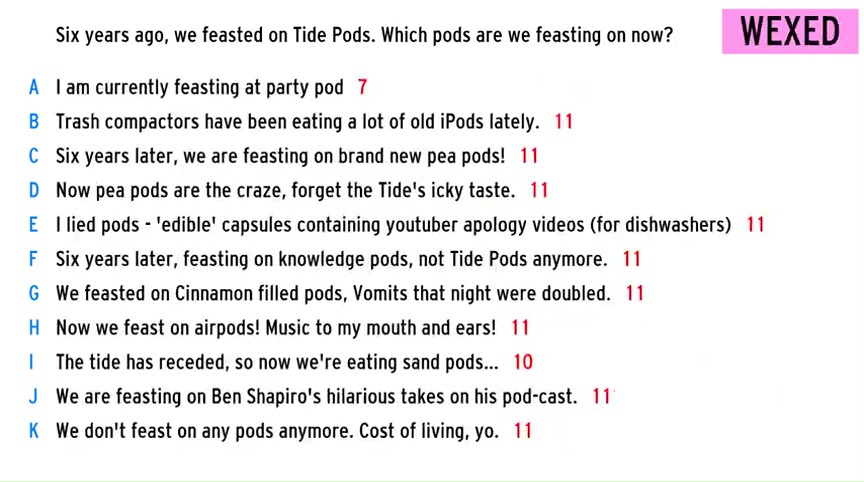 Six years ago, we feasted on Tide Pods. Which pods are we feasting on now?
WEXED
A I am currently feasting at party pod 7
B Trash compactors have been eating a lot of old iPods lately. 11
C Six years later, we are feasting on brand new pea pods! 11
D Now pea pods are the craze, forget the Tide's icky taste. 11
E I lied pods - 'edible' capsules containing youtuber apology videos (for dishwashers) 11
F Six years later, feasting on knowledge pods, not Tide Pods anymore. 11
G We feasted on Cinnamon filled pods, Vomits that night were doubled. 11
H Now we feast on airpods! Music to my mouth and ears! 11
I The tide has receded, so now we're eating sand pods... 10
J We are feasting on Ben Shapiro's hilarious takes on his pod-cast. 11
K We don't feast on any pods anymore. Cost of living, yo. 11